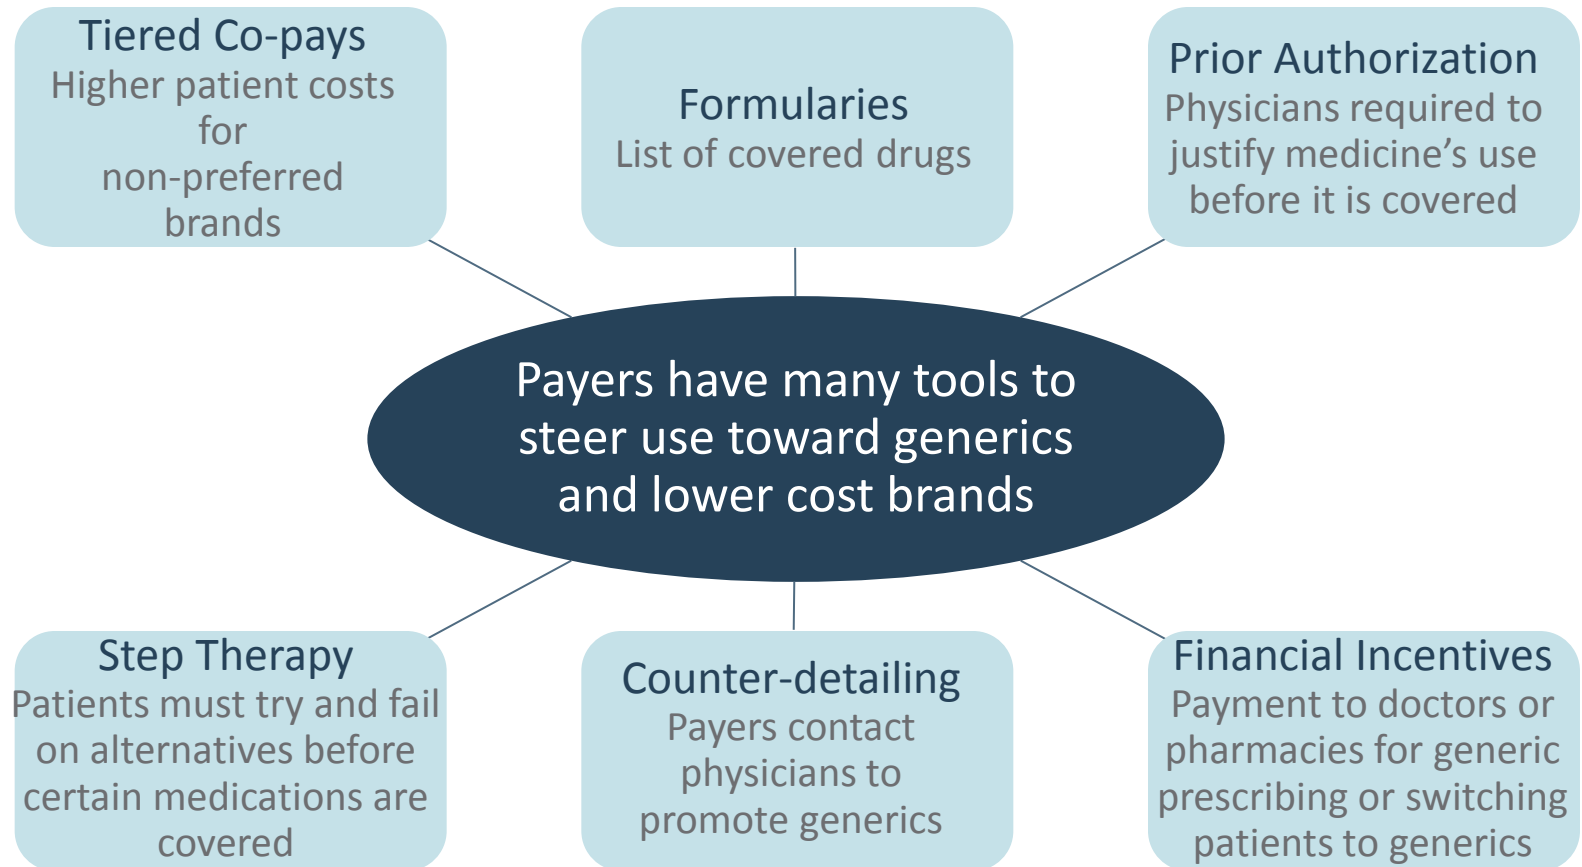 Tiered Co-pays
Higher patient costs
for
non-preferred
brands
Formularies
List of covered drugs
Prior Authorization
Physicians required to
justify medicine’s use
before it is covered
Payers have many tools to
steer use toward generics
and lower cost brands
Step Therapy
Patients must try and fail
on alternatives before
certain medications are
covered
Counter-detailing
Payers contact
physicians to
promote generics
Financial Incentives
Payment to doctors or
pharmacies for generic
prescribing or switching
patients to generics